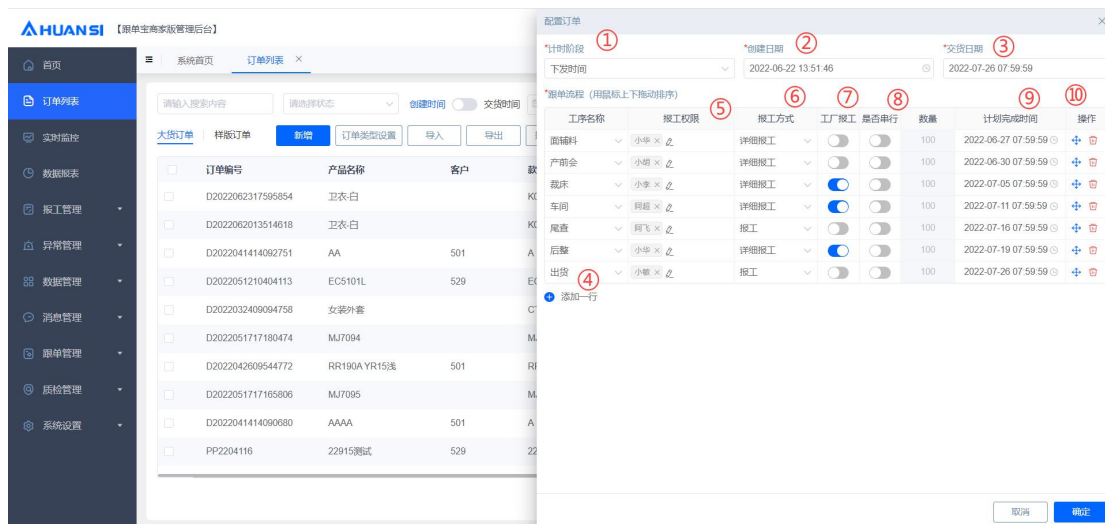 HUANSI 【跟单宝商家版管理后台】
首页
订单列表
实时监控
数据报表
报工管理
异常管理
数据管理
消息管理
跟单管理
质检管理
系统设置
系统首页 订单列表 ×
请输入搜索内容 请选择状态 创建时间 交货时间
大货订单 样版订单 新增 订单类型设置 导入 导出
订单编号 产品名称 客户 款
D2022062317595854 卫衣-白
D2022062013514618 卫衣-白
D2022041414092751 AA 501 A
D2022051210404113 EC5101L 529
D2022032409094758 女装外套
D2022051717180474 MJ7094
D2022042609544772 RR190A YR15浅 501
D2022051717165806 MJ7095
D2022041414090680 AAAA 501 A
PP2204116 22915测试 529 22
配置订单 ×
*计时阶段 ① *创建日期 ② *交货日期 ③
下发时间 2022-06-22 13:51:46 2022-07-26 07:59:59
*跟单流程（用鼠标上下拖动排序） ⑤ ⑥ ⑦ ⑧ ⑨ ⑩
工序名称 报工权限 报工方式 工厂报工 是否串行 数量 计划完成时间 操作
面辅料 小华 × 详细报工 100 2022-06-27 07:59:59
产前会 小胡 × 详细报工 100 2022-06-30 07:59:59
裁床 小李 × 详细报工 100 2022-07-05 07:59:59
车间 阿超 × 详细报工 100 2022-07-11 07:59:59
尾查 阿飞 × 报工 100 2022-07-16 07:59:59
后整 小华 × 详细报工 100 2022-07-19 07:59:59
出货 小敏 × 报工 100 2022-07-26 07:59:59
④
添加一行
取消 确定